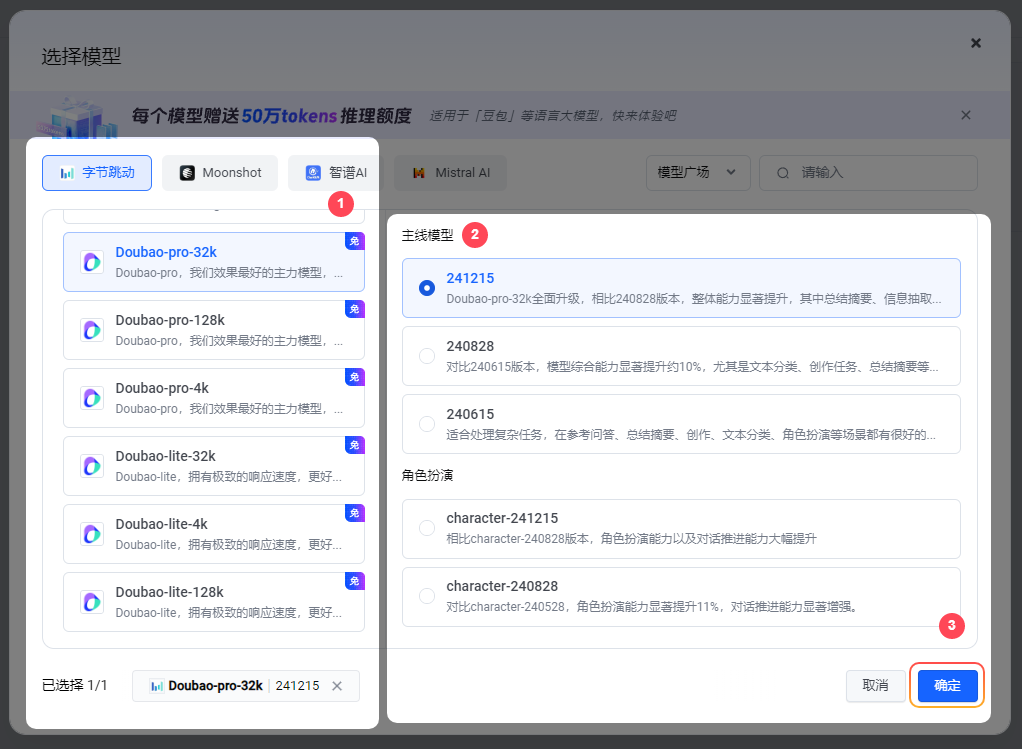 选择模型
每个模型赠送50万tokens推理额度 适用于「豆包」等语言大模型，快来体验吧
字节跳动
Moonshot
智谱AI
Mistral AI
模型广场
请输入
1
免
Doubao-pro-32k
Doubao-pro，我们效果最好的主力模型，...
免
Doubao-pro-128k
Doubao-pro，我们效果最好的主力模型，...
免
Doubao-pro-4k
Doubao-pro，我们效果最好的主力模型，...
免
Doubao-lite-32k
Doubao-lite，拥有极致的响应速度，更好...
免
Doubao-lite-4k
Doubao-lite，拥有极致的响应速度，更好...
免
Doubao-lite-128k
Doubao-lite，拥有极致的响应速度，更好...
主线模型
2
241215
Doubao-pro-32k全面升级，相比240828版本，整体能力显著提升，其中总结摘要、信息抽取...
240828
对比240615版本，模型综合能力显著提升约10%，尤其是文本分类、创作任务、总结摘要等...
240615
适合处理复杂任务，在参考问答、总结摘要、创作、文本分类、角色扮演等场景都有很好的...
角色扮演
character-241215
相比character-240828版本，角色扮演能力以及对话推进能力大幅提升
character-240828
对比character-240528，角色扮演能力显著提升11%，对话推进能力显著增强。
3
已选择 1/1
Doubao-pro-32k | 241215
取消
确定